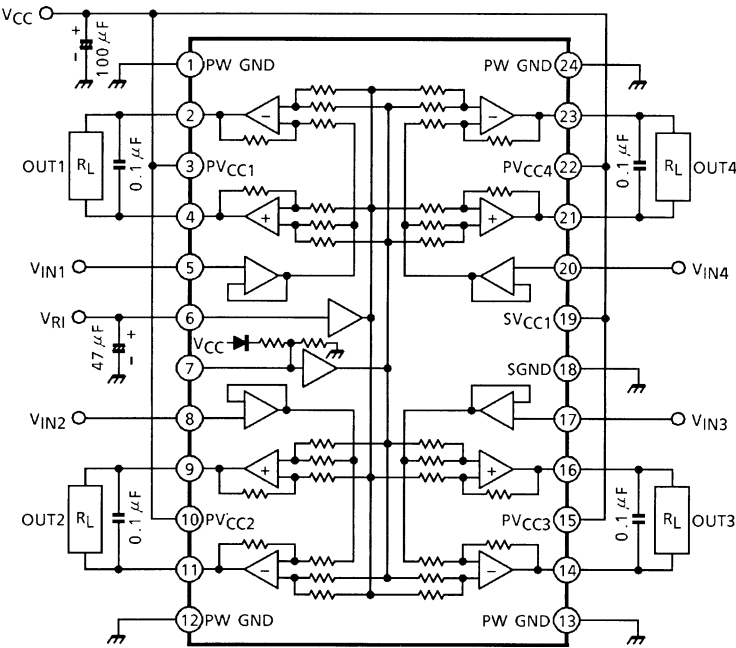 VCC
+
-
100 μF
1 PW GND
PW GND 24
2
-
-
23
OUT1 RL 0.1 μF
3 PVCC1
PVCC4 22
0.1 μF RL OUT4
4
+
+
21
VIN1 5
20 VIN4
VRI 6
SVCC1 19
47 μF
+
-
VCC
7
SGND 18
VIN2 8
17 VIN3
9
+
+
16
OUT2 RL 0.1 μF
10 PVCC2
PVCC3 15
0.1 μF RL OUT3
11
-
-
14
12 PW GND
PW GND 13